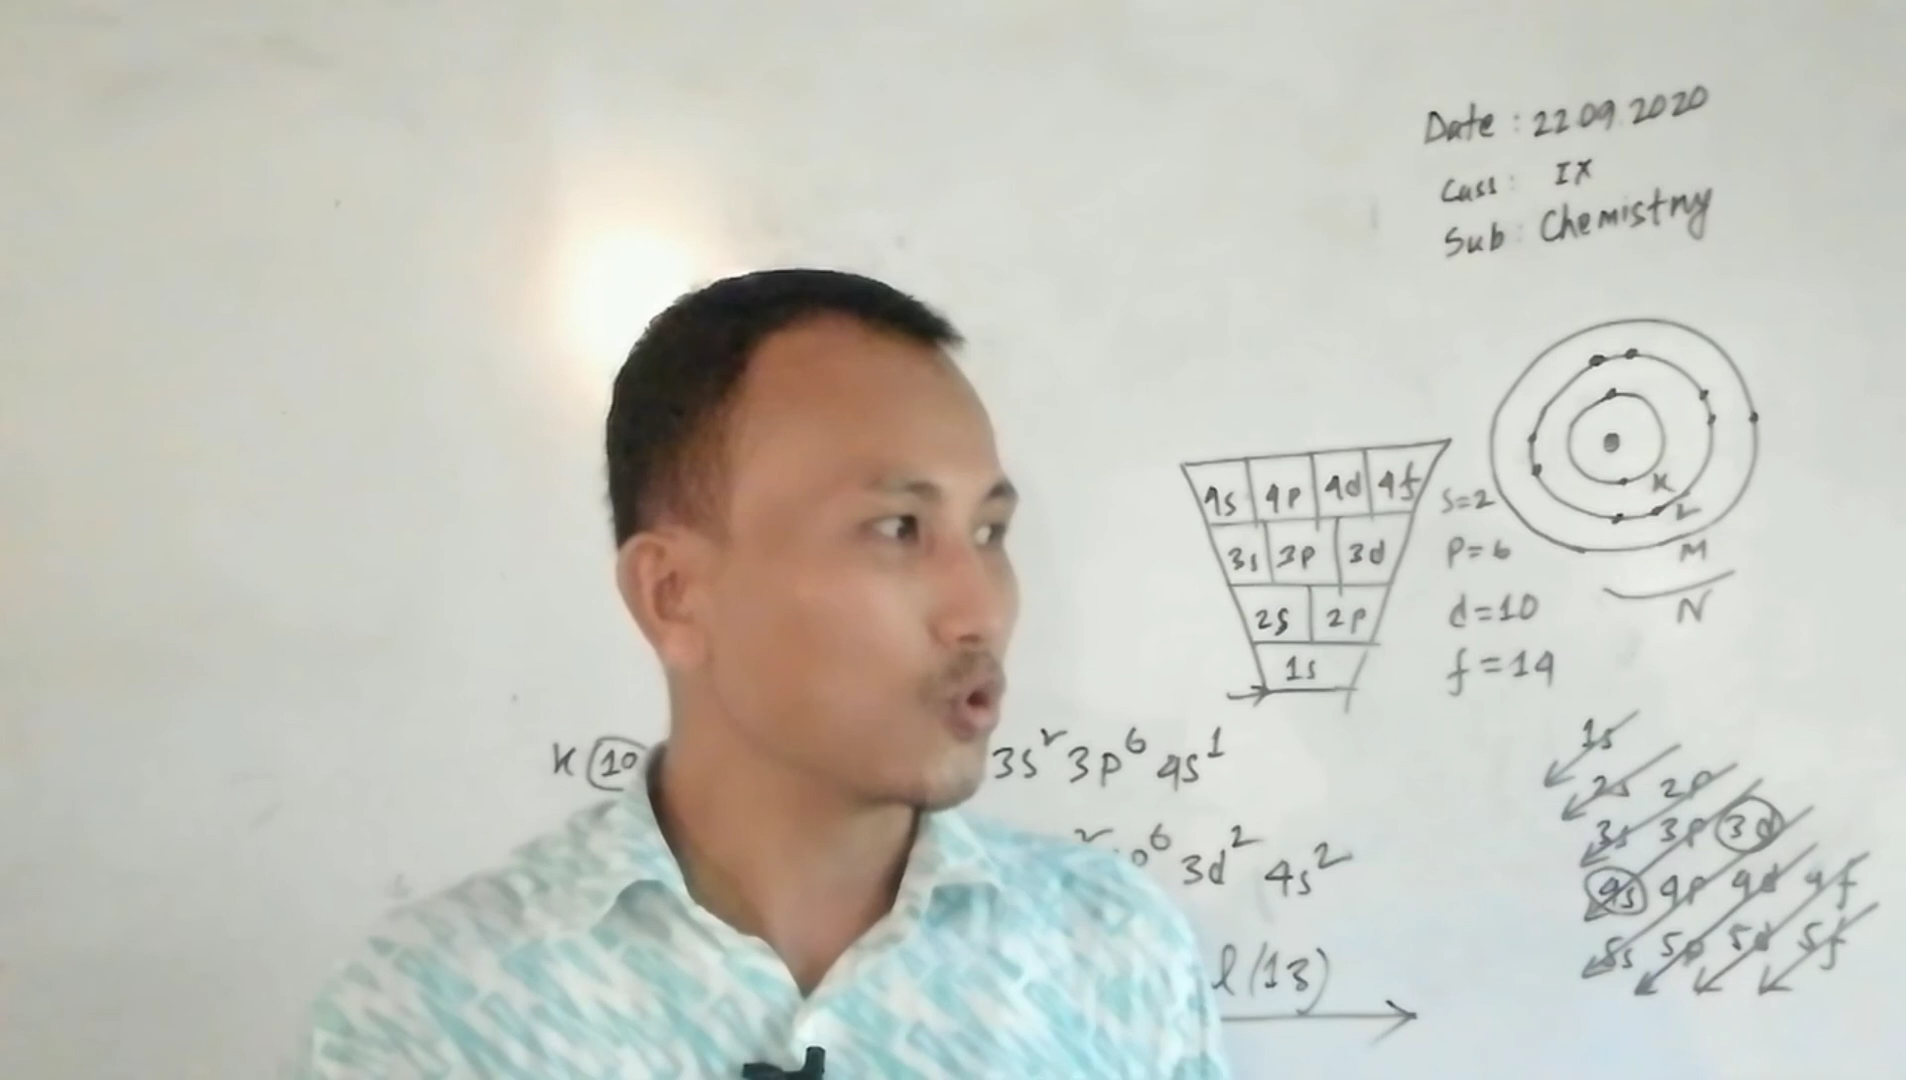 Date : 22.09.2020
Cass : IX
Sub : Chemistry
4s 4p 4d 4f
3s 3p 3d
2s 2p
1s
s=2
p=6
d=10
f=14
K
L
M
N
K (10
3s² 3p⁶ 4s¹
p⁶ 3d² 4s²
l(13)
1s
2s 2p
3s 3p 3d
4s 4p 4d 4f
5s 5p 5d 5f